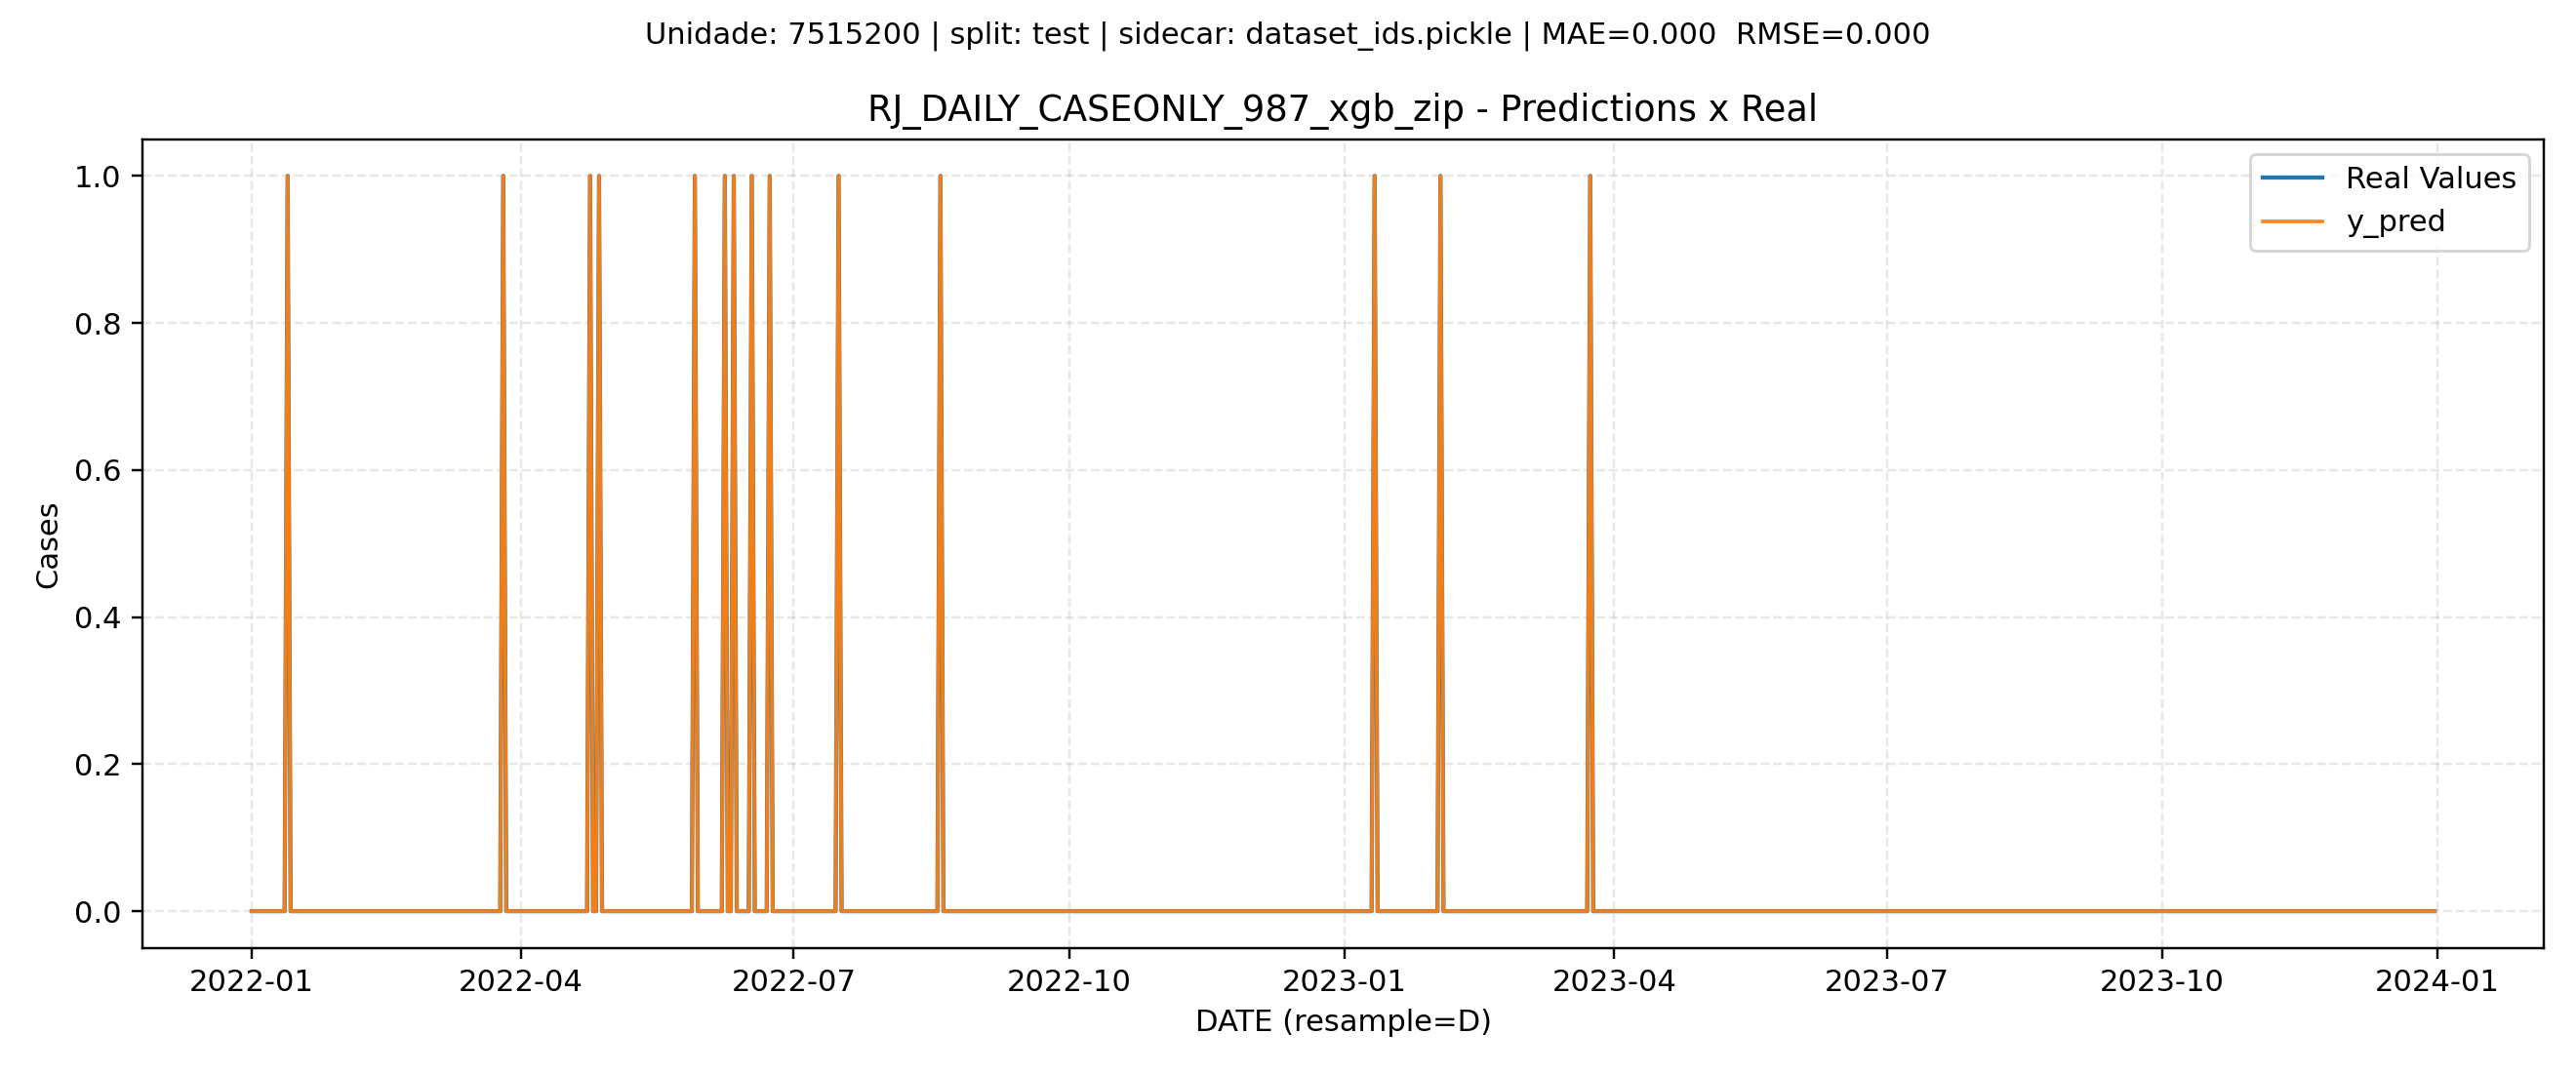 Unidade: 7515200 | split: test | sidecar: dataset_ids.pickle | MAE=0.000  RMSE=0.000
RJ_DAILY_CASEONLY_987_xgb_zip - Predictions x Real
Real Values
y_pred
1.0
0.8
0.6
0.4
0.2
0.0
Cases
2022-01 2022-04 2022-07 2022-10 2023-01 2023-04 2023-07 2023-10 2024-01
DATE (resample=D)